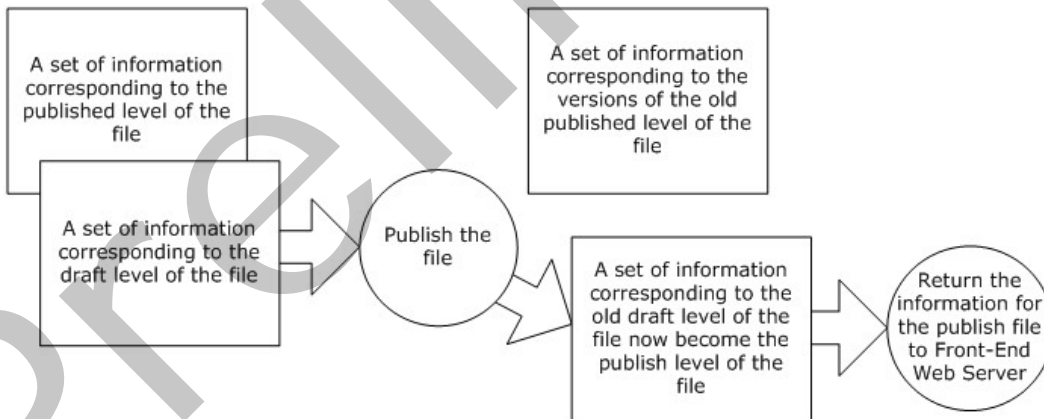 A set of information
corresponding to the
published level of the
file
A set of information
corresponding to the
draft level of the file
Publish the
file
A set of information
corresponding to the
versions of the old
published level of the
file
A set of information
corresponding to the
old draft level of the
file now become the
publish level of the
file
Return the
information for
the publish file
to Front-End
Web Server